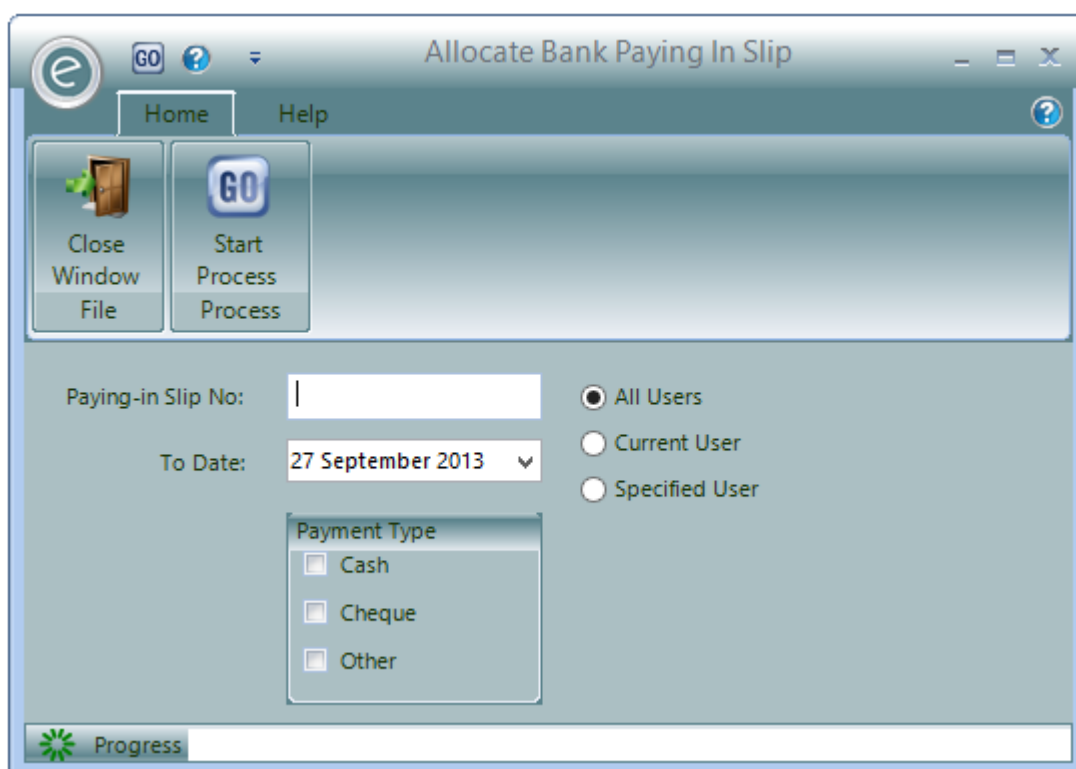 e GO ? Allocate Bank Paying In Slip
Home Help ?
GO
Close Window Start Process
File Process
Paying-in Slip No: All Users
To Date: 27 September 2013 Current User
Specified User
Payment Type
Cash
Cheque
Other
Progress